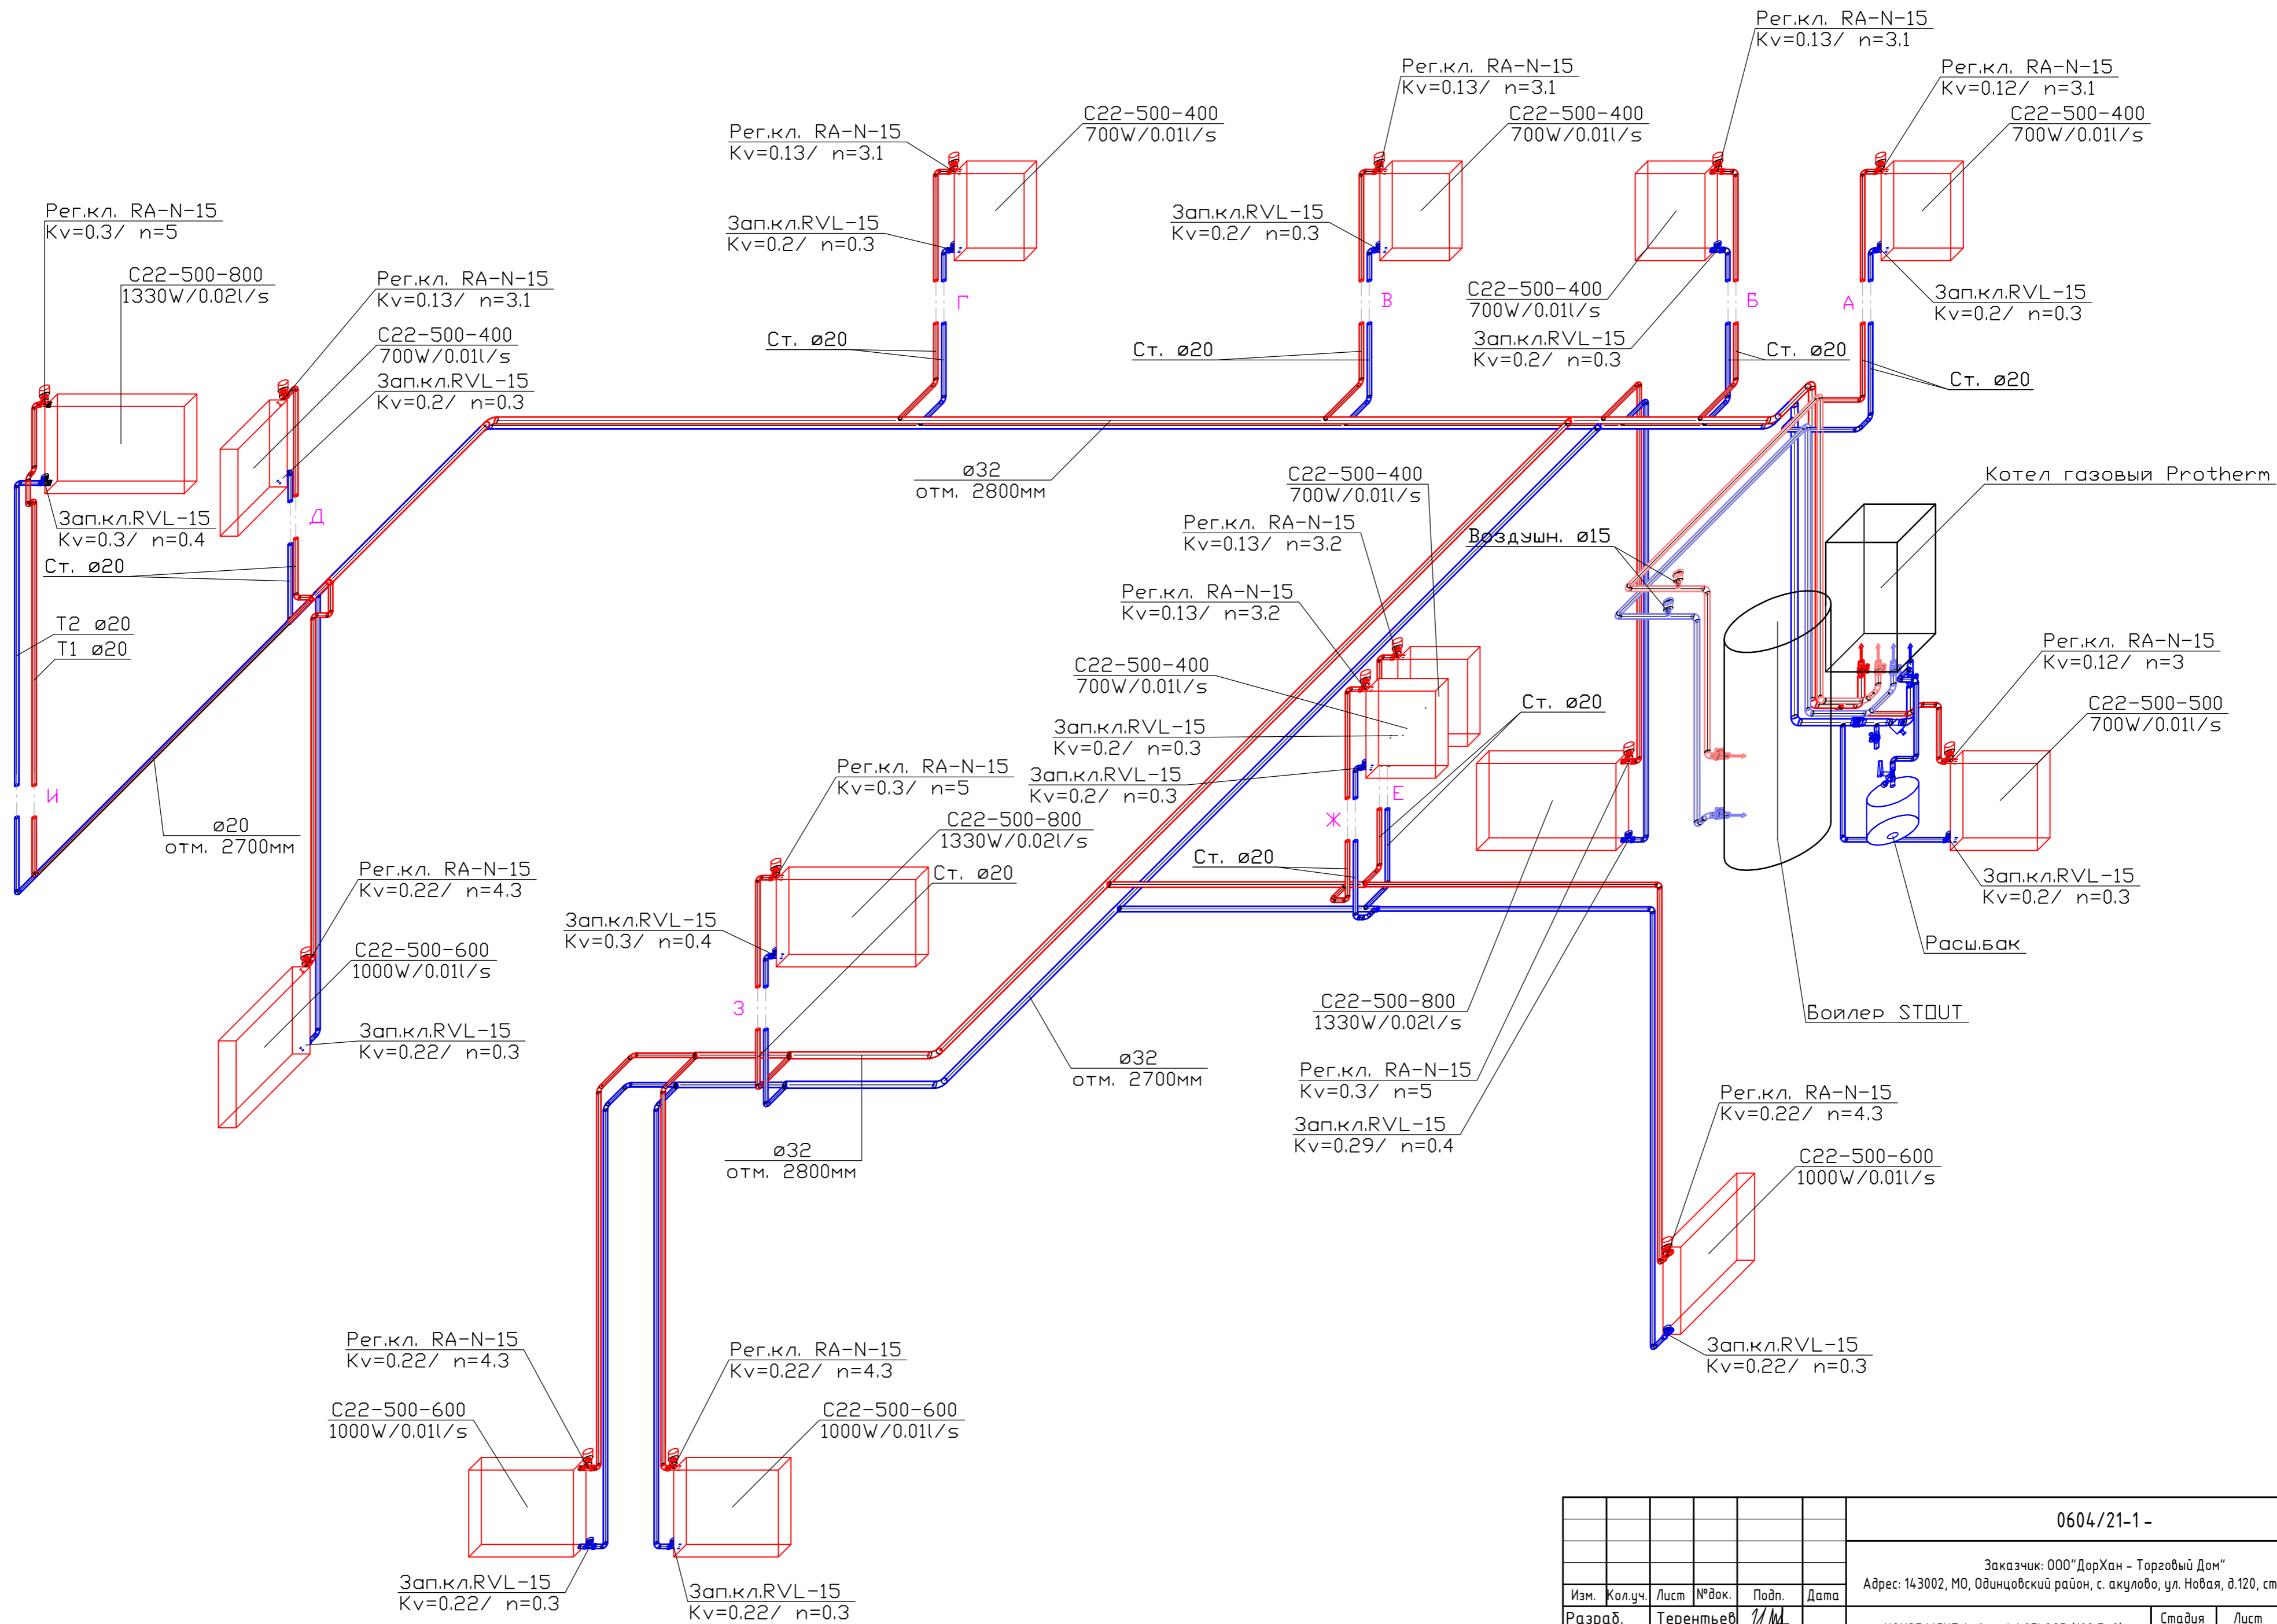 Рег.кл. RA-N-15
Kv=0.13/ n=3.1
Рег.кл. RA-N-15
Kv=0.13/ n=3.1
Рег.кл. RA-N-15
Kv=0.12/ n=3.1
C22-500-400
700W/0.01l/s
C22-500-400
700W/0.01l/s
C22-500-400
700W/0.01l/s
Рег.кл. RA-N-15
Kv=0.13/ n=3.1
Рег.кл. RA-N-15
Kv=0.3/ n=5
Зап.кл.RVL-15
Kv=0.2/ n=0.3
Зап.кл.RVL-15
Kv=0.2/ n=0.3
C22-500-800
1330W/0.02l/s
Рег.кл. RA-N-15
Kv=0.13/ n=3.1
C22-500-400
700W/0.01l/s
Зап.кл.RVL-15
Kv=0.2/ n=0.3
Г
В
Б
А
C22-500-400
700W/0.01l/s
Зап.кл.RVL-15
Kv=0.2/ n=0.3
Зап.кл.RVL-15
Kv=0.2/ n=0.3
Ст. ø20
Ст. ø20
Ст. ø20
Ст. ø20
ø32
отм. 2800мм
C22-500-400
700W/0.01l/s
Котел газовый Protherm
Зап.кл.RVL-15
Kv=0.3/ n=0.4
Д
Рег.кл. RA-N-15
Kv=0.13/ n=3.2
Воздушн. ø15
Ст. ø20
Рег.кл. RA-N-15
Kv=0.13/ n=3.2
T2 ø20
T1 ø20
Рег.кл. RA-N-15
Kv=0.12/ n=3
C22-500-400
700W/0.01l/s
Ст. ø20
C22-500-500
700W/0.01l/s
Зап.кл.RVL-15
Kv=0.2/ n=0.3
Рег.кл. RA-N-15
Kv=0.3/ n=5
Зап.кл.RVL-15
Kv=0.2/ n=0.3
И
Е
Ж
ø20
отм. 2700мм
C22-500-800
1330W/0.02l/s
Ст. ø20
Ст. ø20
Рег.кл. RA-N-15
Kv=0.22/ n=4.3
Зап.кл.RVL-15
Kv=0.2/ n=0.3
Зап.кл.RVL-15
Kv=0.3/ n=0.4
C22-500-600
1000W/0.01l/s
Расш.бак
З
C22-500-800
1330W/0.02l/s
Бойлер STOUT
Зап.кл.RVL-15
Kv=0.22/ n=0.3
ø32
отм. 2700мм
Рег.кл. RA-N-15
Kv=0.3/ n=5
Рег.кл. RA-N-15
Kv=0.22/ n=4.3
Зап.кл.RVL-15
Kv=0.29/ n=0.4
ø32
отм. 2800мм
C22-500-600
1000W/0.01l/s
Рег.кл. RA-N-15
Kv=0.22/ n=4.3
Рег.кл. RA-N-15
Kv=0.22/ n=4.3
Зап.кл.RVL-15
Kv=0.22/ n=0.3
C22-500-600
1000W/0.01l/s
C22-500-600
1000W/0.01l/s
Зап.кл.RVL-15
Kv=0.22/ n=0.3
Зап.кл.RVL-15
Kv=0.22/ n=0.3
0604/21-1 -
Заказчик: ООО"ДорХан - Торговый Дом"
Адрес: 143002, МО, Одинцовский район, с. акулово, ул. Новая, д.120, ст
Изм. Кол.уч. Лист №док. Подп. Дата
Разраб. Терентьев
Стадия Лист